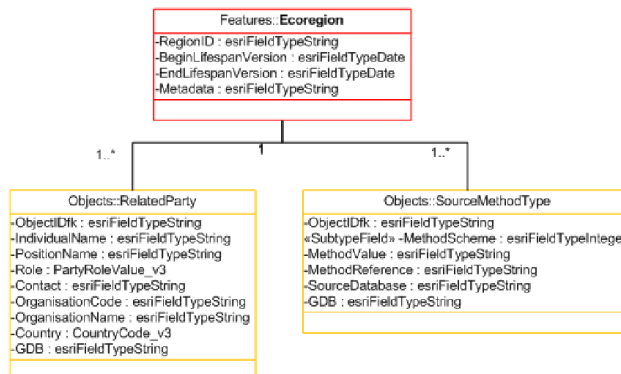 Features::Ecoregion
-RegionID : esriFieldTypeString
-BeginLifespanVersion : esriFieldTypeDate
-EndLifespanVersion : esriFieldTypeDate
-Metadata : esriFieldTypeString
1..*
1
1..*
Objects::RelatedParty
-ObjectIDfk : esriFieldTypeString
-IndividualName : esriFieldTypeString
-PositionName : esriFieldTypeString
-Role : PartyRoleValue_v3
-Contact : esriFieldTypeString
-OrganisationCode : esriFieldTypeString
-OrganisationName : esriFieldTypeString
-Country : CountryCode_v3
-GDB : esriFieldTypeString
Objects::SourceMethodType
-ObjectIDfk : esriFieldTypeString
«SubtypeField» -MethodScheme : esriFieldTypeIntege
-MethodValue : esriFieldTypeString
-MethodReference : esriFieldTypeString
-SourceDatabase : esriFieldTypeString
-GDB : esriFieldTypeString